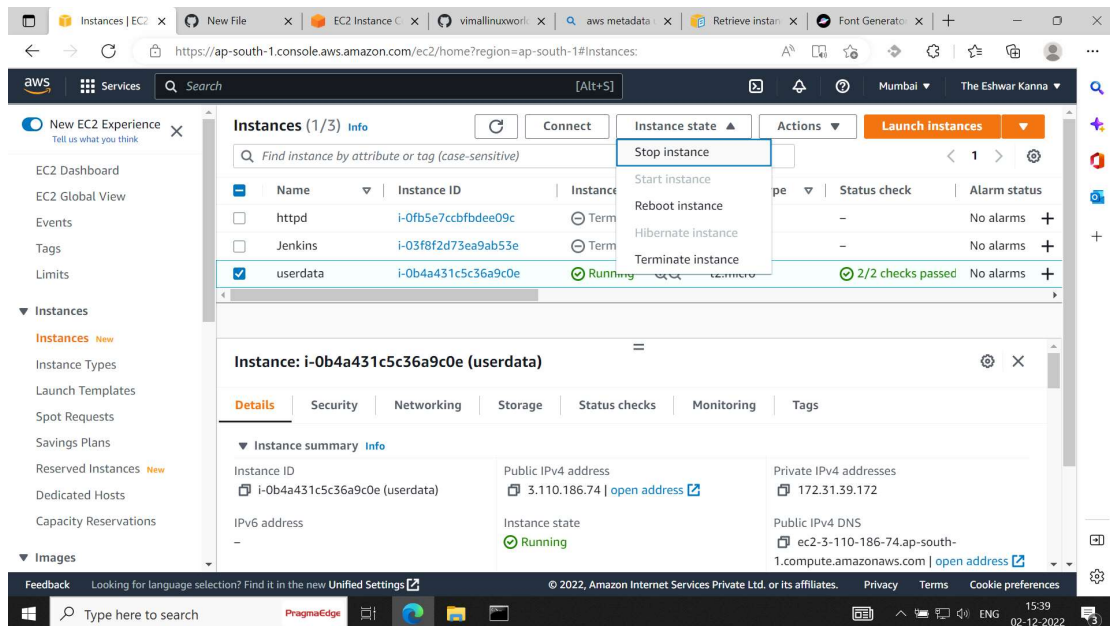 Instances | EC2
New File
EC2 Instance C
vimallinuxworl
aws metadata
Retrieve instan
Font Generator
https://ap-south-1.console.aws.amazon.com/ec2/home?region=ap-south-1#Instances:
aws
Services
Search
[Alt+S]
Mumbai
The Eshwar Kanna
New EC2 Experience
Tell us what you think
EC2 Dashboard
EC2 Global View
Events
Tags
Limits
Instances
Instances New
Instance Types
Launch Templates
Spot Requests
Savings Plans
Reserved Instances New
Dedicated Hosts
Capacity Reservations
Images
Instances (1/3) Info
Connect
Instance state
Actions
Launch instances
Find instance by attribute or tag (case-sensitive)
1
Stop instance
Start instance
Reboot instance
Hibernate instance
Terminate instance
Name Instance ID Instance pe Status check Alarm status
httpd i-0fb5e7ccbfbdee09c Term – No alarms
Jenkins i-03f8f2d73ea9ab53e Term – No alarms
userdata i-0b4a431c5c36a9c0e Running t2.micro 2/2 checks passed No alarms
Instance: i-0b4a431c5c36a9c0e (userdata)
Details Security Networking Storage Status checks Monitoring Tags
Instance summary Info
Instance ID
i-0b4a431c5c36a9c0e (userdata)
Public IPv4 address
3.110.186.74 | open address
Private IPv4 addresses
172.31.39.172
IPv6 address
–
Instance state
Running
Public IPv4 DNS
ec2-3-110-186-74.ap-south-
1.compute.amazonaws.com | open address
Feedback Looking for language selection? Find it in the new Unified Settings © 2022, Amazon Internet Services Private Ltd. or its affiliates. Privacy Terms Cookie preferences
Type here to search
PragmaEdge
ENG
15:39
02-12-2022
3